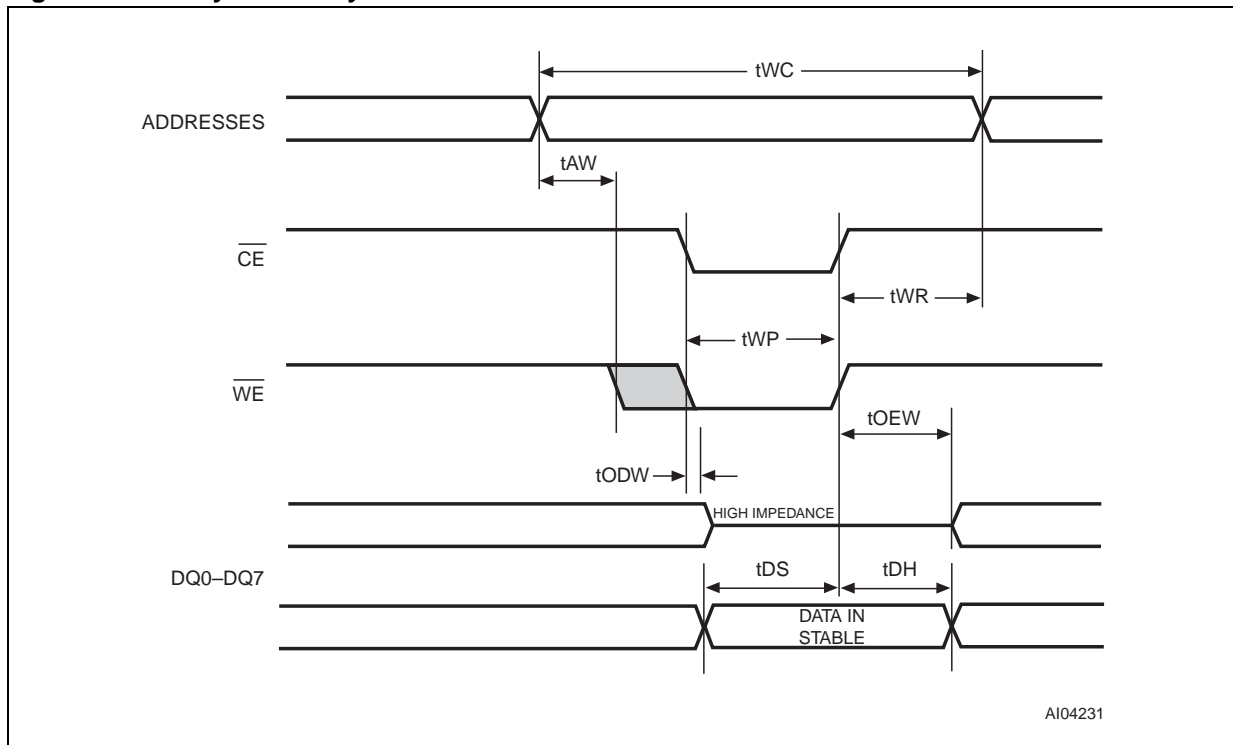 tWC
ADDRESSES
tAW
CE
tWR
tWP
WE
tOEW
tODW
HIGH IMPEDANCE
DQ0–DQ7
tDS
tDH
DATA IN
STABLE
AI04231